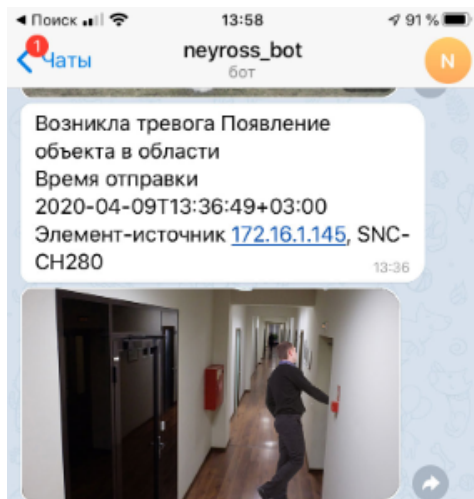 Поиск
13:58
91 %
1
Чаты
neyross_bot
бот
N
Возникла тревога Появление
объекта в области
Время отправки
2020-04-09T13:36:49+03:00
Элемент-источник 172.16.1.145, SNC-
CH280
13:36